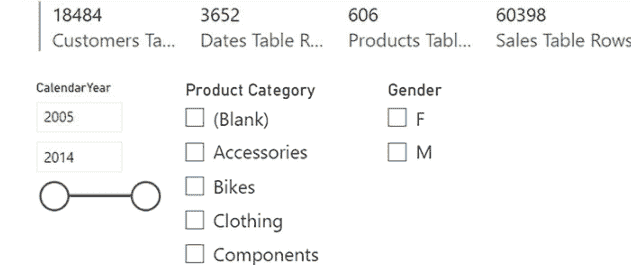 18484 3652 606 60398
Customers Ta... Dates Table R... Products Tabl... Sales Table Rows
CalendarYear Product Category Gender
2005 (Blank) F
2014 Accessories M
Bikes
Clothing
Components